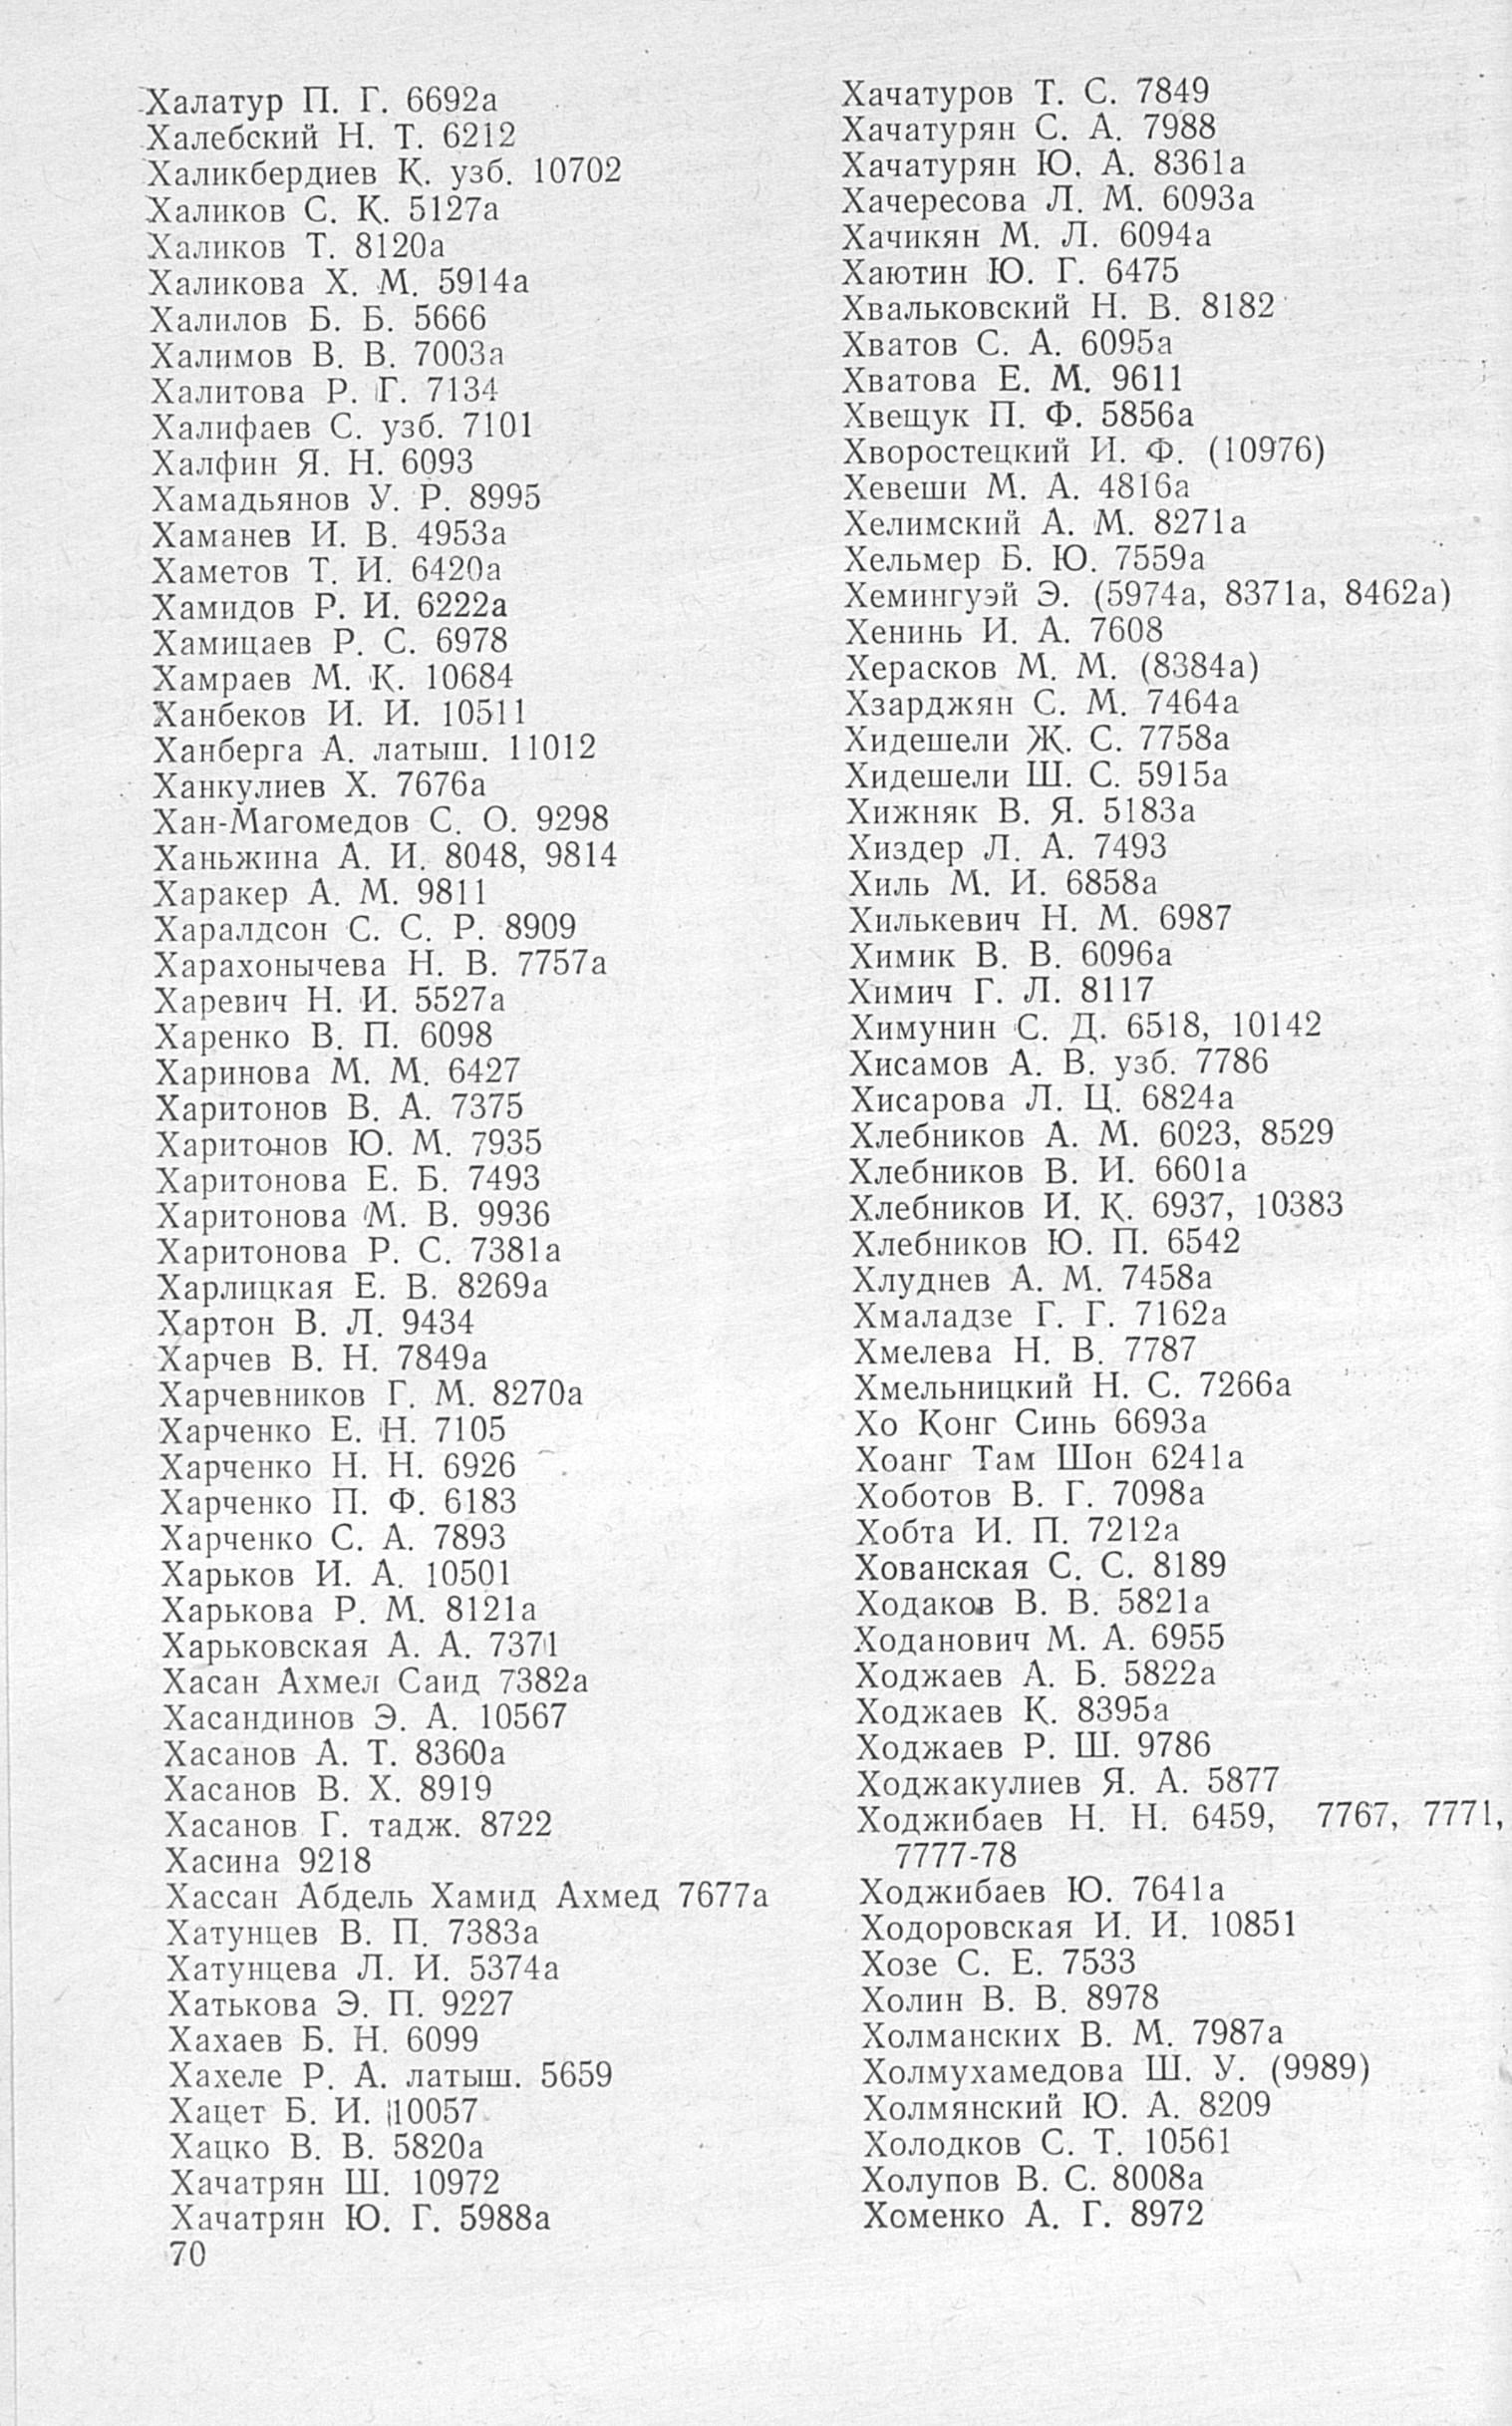 Халатур П. Г. 6692а
Халебский Н. Т. 6212
Халикбердиев К. узб. 10702
Халиков С. К. 5127а
Халиков Т. 8120а
Халикова Х. М. 5914а
Халилов Б. Б. 5666
Халимов В. В. 7003а
Халитова Р. Г. 7134
Халифаев С. узб. 7101
Халфин Я. Н. 6093
Хамадьянов У. Р. 8995
Хаманев И. В. 4953а
Хаметов Т. И. 6420а
Хамидов Р. И. 6222а
Хамицаев Р. С. 6978
Хамраев М. К. 10684
Ханбеков И. И. 10511
Ханберга А. латыш. 11012
Ханкулиев Х. 7676а
Хан-Магомедов С. О. 9298
Ханьжина А. И. 8048, 9814
Харакер А. М. 9811
Харалдсон С. С. Р. 8909
Харахонычева Н. В. 7757а
Харевич Н. И. 5527а
Харенко В. П. 6098
Харинова М. М. 6427
Харитонов В. А. 7375
Харитонов Ю. М. 7935
Харитонова Е. Б. 7493
Харитонова М. В. 9936
Харитонова Р. С. 7381а
Харлицкая Е. В. 8269а
Хартон В. Л. 9434
Харчев В. Н. 7849а
Харчевников Г. М. 8270а
Харченко Е. Н. 7105
Харченко Н. Н. 6926
Харченко П. Ф. 6183
Харченко С. А. 7893
Харьков И. А. 10501
Харькова Р. М. 8121а
Харьковская А. А. 7371
Хасан Ахмел Саид 7382а
Хасандинов Э. А. 10567
Хасанов А. Т. 8360а
Хасанов В. Х. 8919
Хасанов Г. тадж. 8722
Хасина 9218
Хассан Абдель Хамид Ахмед 7677а
Хатунцев В. П. 7383а
Хатунцева Л. И. 5374а
Хатькова Э. П. 9227
Хахаев Б. Н. 6099
Хахеле Р. А. латыш. 5659
Хацет Б. И. 10057
Хацко В. В. 5820а
Хачатрян Ш. 10972
Хачатрян Ю. Г. 5988а
70
Хачатуров Т. С. 7849
Хачатурян С. А. 7988
Хачатурян Ю. А. 8361а
Хачересова Л. М. 6093а
Хачикян М. Л. 6094а
Хаютин Ю. Г. 6475
Хвальковский Н. В. 8182
Хватов С. А. 6095а
Хватова Е. М. 9611
Хвещук П. Ф. 5856а
Хворостецкий И. Ф. (10976)
Хевеши М. А. 4816а
Хелимский А. М. 8271а
Хельмер Б. Ю. 7559а
Хемингуэй Э. (5974а, 8371а, 8462а)
Хенинь И. А. 7608
Херасков М. М. (8384а)
Хзарджян С. М. 7464а
Хидешели Ж. С. 7758а
Хидешели Ш. С. 5915а
Хижняк В. Я. 5183а
Хиздер Л. А. 7493
Хиль М. И. 6858а
Хилькевич Н. М. 6987
Химик В. В. 6096а
Химич Г. Л. 8117
Химунин С. Д. 6518, 10142
Хисамов А. В. узб. 7786
Хисарова Л. Ц. 6824а
Хлебников А. М. 6023, 8529
Хлебников В. И. 6601а
Хлебников И. К. 6937, 10383
Хлебников Ю. П. 6542
Хлуднев А. М. 7458а
Хмаладзе Г. Г. 7162а
Хмелева Н. В. 7787
Хмельницкий Н. С. 7266а
Хо Конг Синь 6693а
Хоанг Там Шон 6241а
Хоботов В. Г. 7098а
Хобта И. П. 7212а
Хованская С. С. 8189
Ходаков В. В. 5821а
Ходанович М. А. 6955
Ходжаев А. Б. 5822а
Ходжаев К. 8395а
Ходжаев Р. Ш. 9786
Ходжакулиев Я. А. 5877
Ходжибаев Н. Н. 6459, 7767, 7771,
7777-78
Ходжибаев Ю. 7641а
Ходоровская И. И. 10851
Хозе С. Е. 7533
Холин В. В. 8978
Холманских В. М. 7987а
Холмухамедова Ш. У. (9989)
Холмянский Ю. А. 8209
Холодков С. Т. 10561
Холупов В. С. 8008а
Хоменко А. Г. 8972